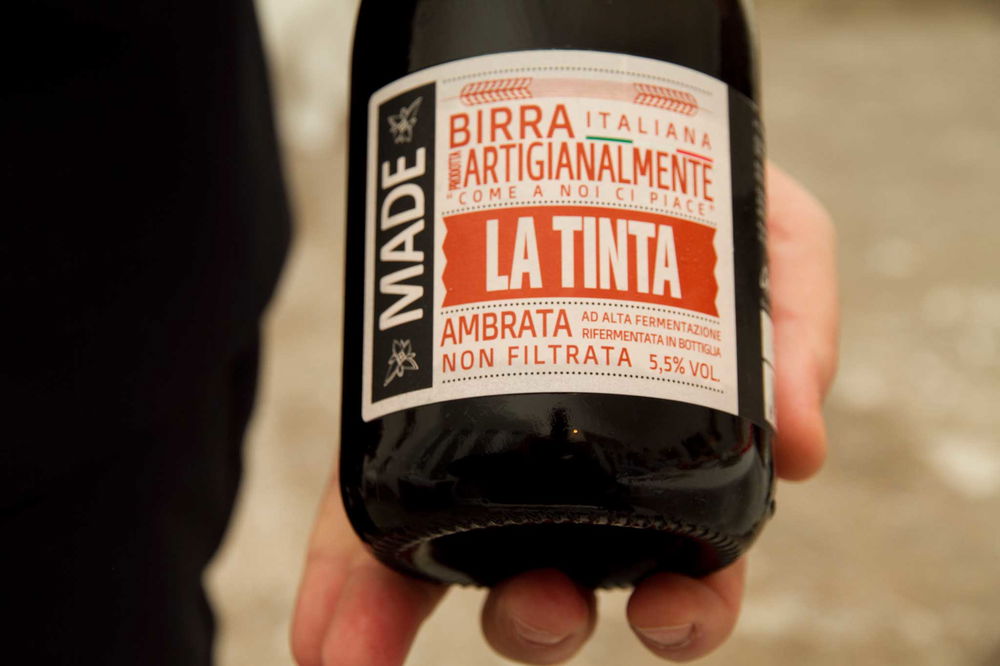 MADE
BIRRA ITALIANA
PRODOTTA ARTIGIANALMENTE
"COME A NOI CI PIACE"
LA TINTA
AMBRATA
AD ALTA FERMENTAZIONE
RIFERMENTATA IN BOTTIGLIA
NON FILTRATA 5,5% VOL.